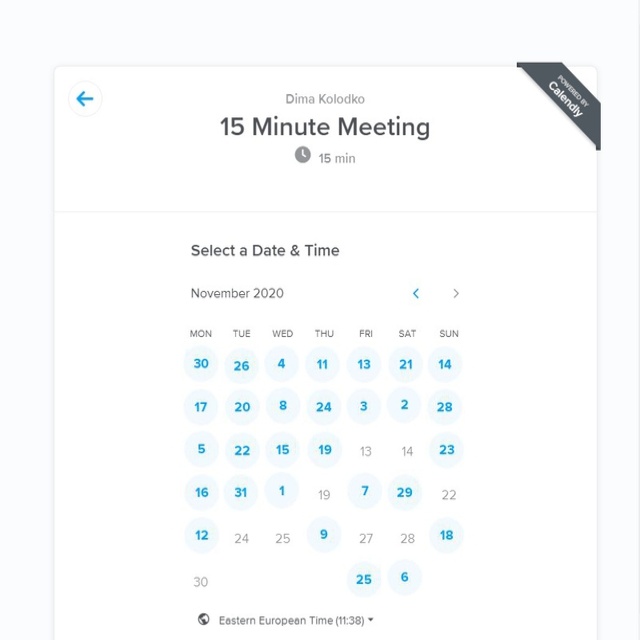 Dima Kolodko
15 Minute Meeting
15 min
POWERED BY
Calendly
Select a Date & Time
November 2020
MON TUE WED THU FRI SAT SUN
30 26 4 11 13 21 14
17 20 8 24 3 2 28
5 22 15 19 13 14 23
16 31 1 19 7 29 22
12 24 25 9 27 28 18
30 25 6
Eastern European Time (11:38)